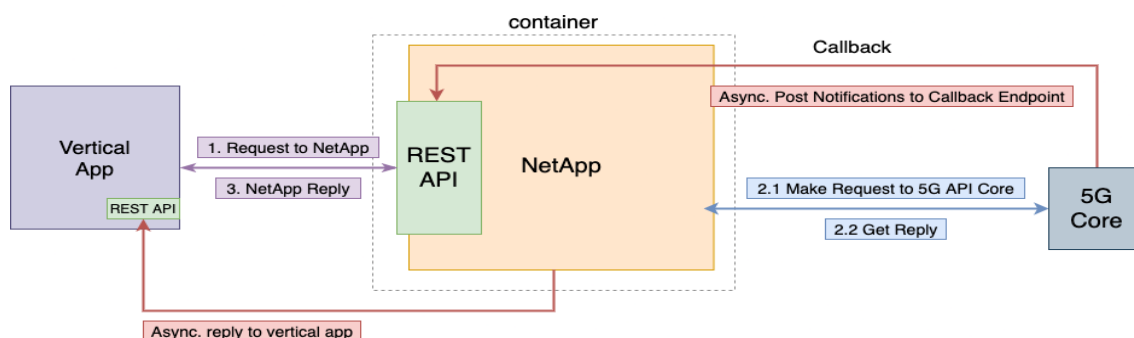 container
Callback
Async. Post Notifications to Callback Endpoint
Vertical
App
REST API
1. Request to NetApp
3. NetApp Reply
REST
API
NetApp
2.1 Make Request to 5G API Core
2.2 Get Reply
5G
Core
Async. reply to vertical app